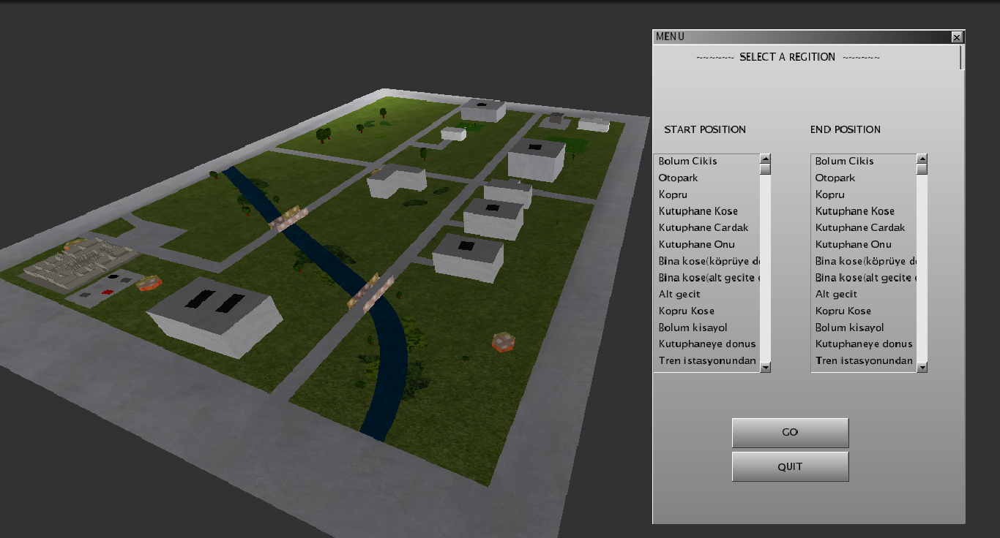 MENU
~~~~~~ SELECT A REGITION ~~~~~~
START POSITION
END POSITION
Bolum Cikis
Otopark
Kopru
Kutuphane Kose
Kutuphane Cardak
Kutuphane Onu
Bina kose(köprüye d
Bina kose(alt gecite
Alt gecit
Kopru Kose
Bolum kisayol
Kutuphaneye donus
Tren istasyonundan
Bolum Cikis
Otopark
Kopru
Kutuphane Kose
Kutuphane Cardak
Kutuphane Onu
Bina kose(köprüye d
Bina kose(alt gecite
Alt gecit
Kopru Kose
Bolum kisayol
Kutuphaneye donus
Tren istasyonundan
GO
QUIT